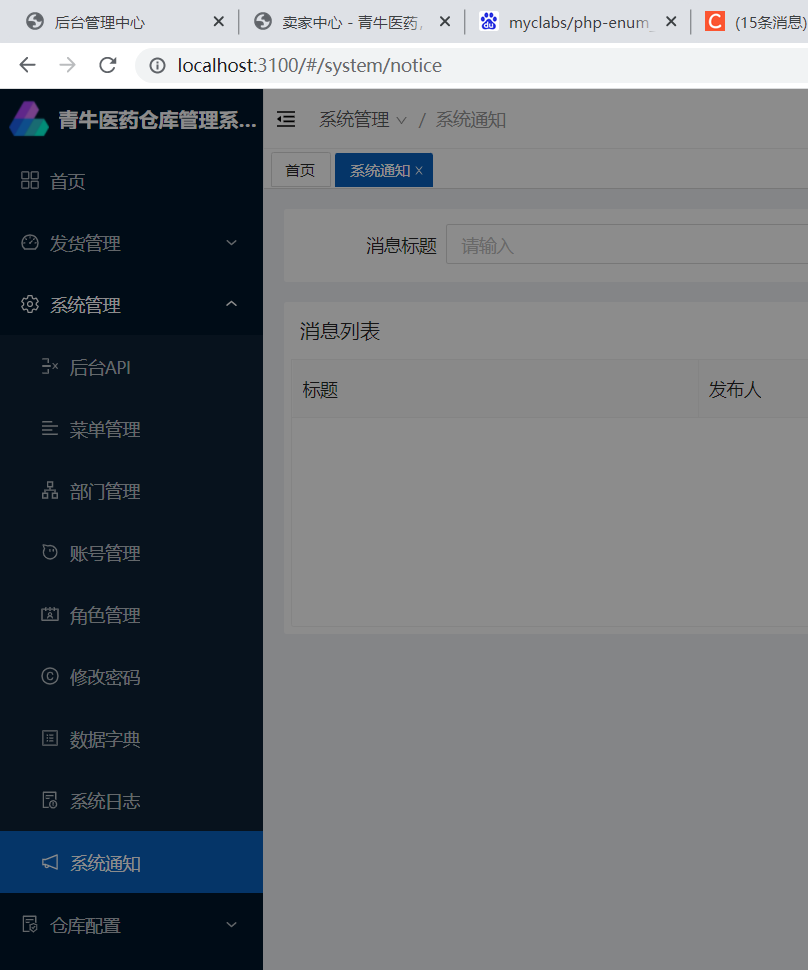 后台管理中心
卖家中心 - 青牛医药,
myclabs/php-enum_
(15条消息)
localhost:3100/#/system/notice
青牛医药仓库管理系...
系统管理 / 系统通知
首页
系统通知
首页
发货管理
系统管理
后台API
菜单管理
部门管理
账号管理
角色管理
修改密码
数据字典
系统日志
系统通知
仓库配置
消息标题
请输入
消息列表
标题
发布人